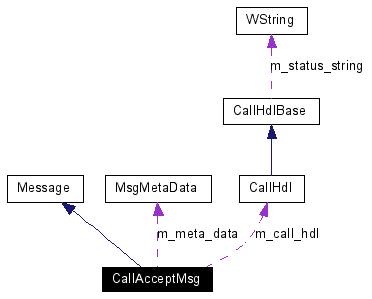 WString
m_status_string
CallHdlBase
Message
MsgMetaData
CallHdl
m_meta_data
m_call_hdl
CallAcceptMsg